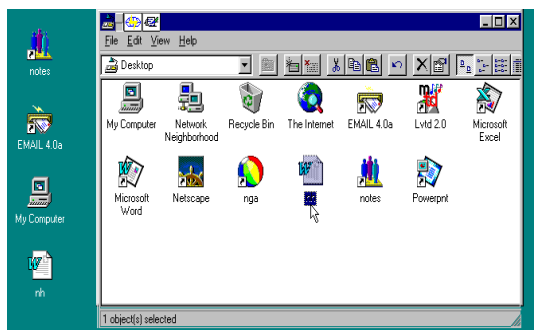 notes
EMAIL 4.0a
My Computer
nh
File Edit View Help
Desktop
My Computer Network Neighborhood Recycle Bin The Internet EMAIL 4.0a Lvtd 2.0 Microsoft Excel
Microsoft Word Netscape nga notes Powerpnt
1 object(s) selected